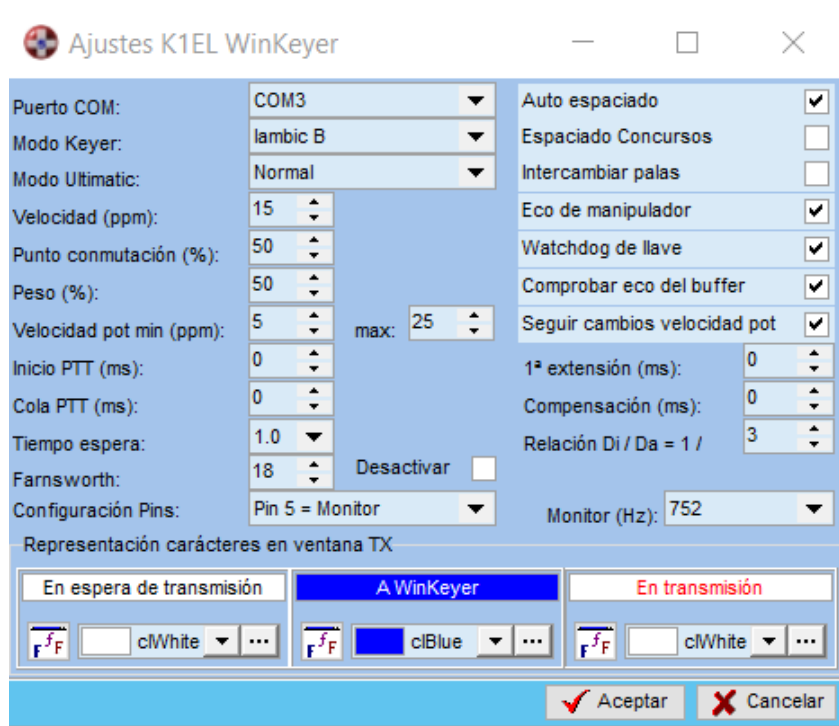 Ajustes K1EL WinKeyer
Puerto COM: COM3
Modo Keyer: Iambic B
Modo Ultimatic: Normal
Velocidad (ppm): 15
Punto conmutación (%): 50
Peso (%): 50
Velocidad pot min (ppm): 5 max: 25
Inicio PTT (ms): 0
Cola PTT (ms): 0
Tiempo espera: 1.0
Farnsworth: 18 Desactivar
Configuración Pins: Pin 5 = Monitor
Auto espaciado
Espaciado Concursos
Intercambiar palas
Eco de manipulador
Watchdog de llave
Comprobar eco del buffer
Seguir cambios velocidad pot
1ª extensión (ms): 0
Compensación (ms): 0
Relación Di / Da = 1 / 3
Monitor (Hz): 752
Representación carácteres en ventana TX
En espera de transmisión A WinKeyer En transmisión
clWhite ... clBlue ... clWhite ...
Aceptar Cancelar